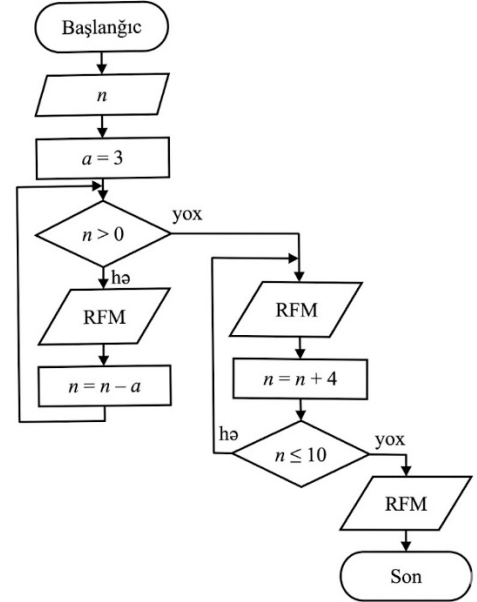 Başlanğıc
n
a = 3
n > 0
yox
hə
RFM
n = n – a
RFM
n = n + 4
hə
n ≤ 10
yox
RFM
Son